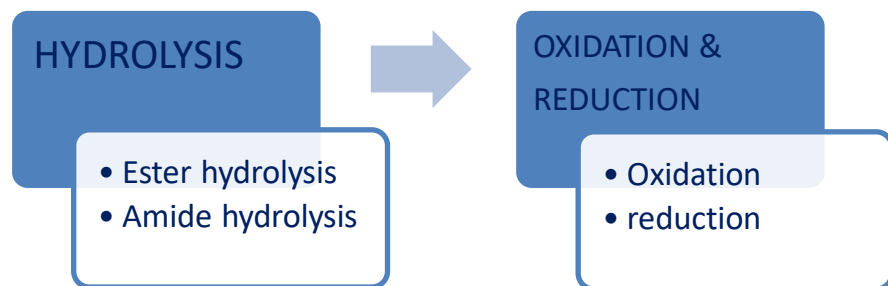 HYDROLYSIS
• Ester hydrolysis
• Amide hydrolysis
OXIDATION &
REDUCTION
• Oxidation
• reduction